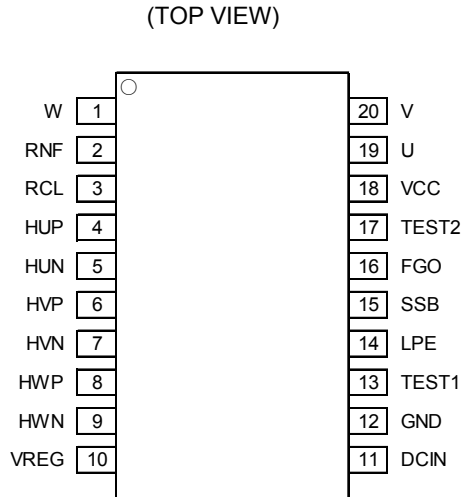 (TOP VIEW)
W 1 20 V
RNF 2 19 U
RCL 3 18 VCC
HUP 4 17 TEST2
HUN 5 16 FGO
HVP 6 15 SSB
HVN 7 14 LPE
HWP 8 13 TEST1
HWN 9 12 GND
VREG 10 11 DCIN